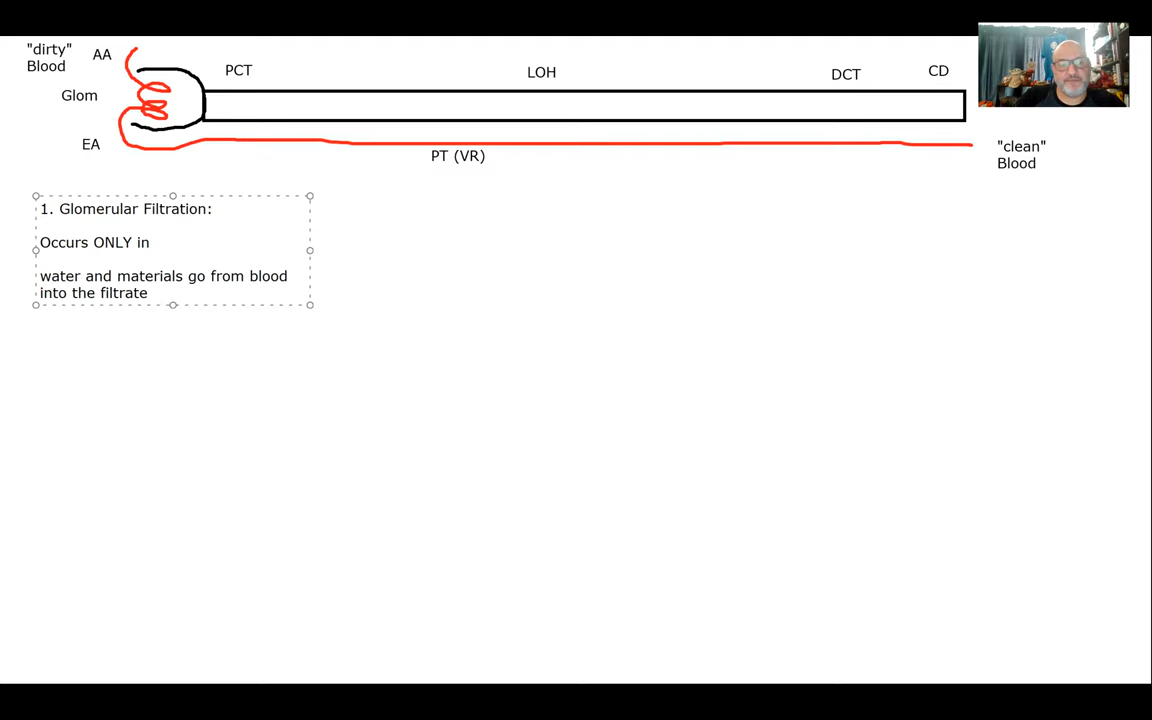 "dirty"
Blood
AA
Glom
EA
PCT
LOH
DCT
CD
PT (VR)
"clean"
Blood
1. Glomerular Filtration:
Occurs ONLY in
water and materials go from blood
into the filtrate